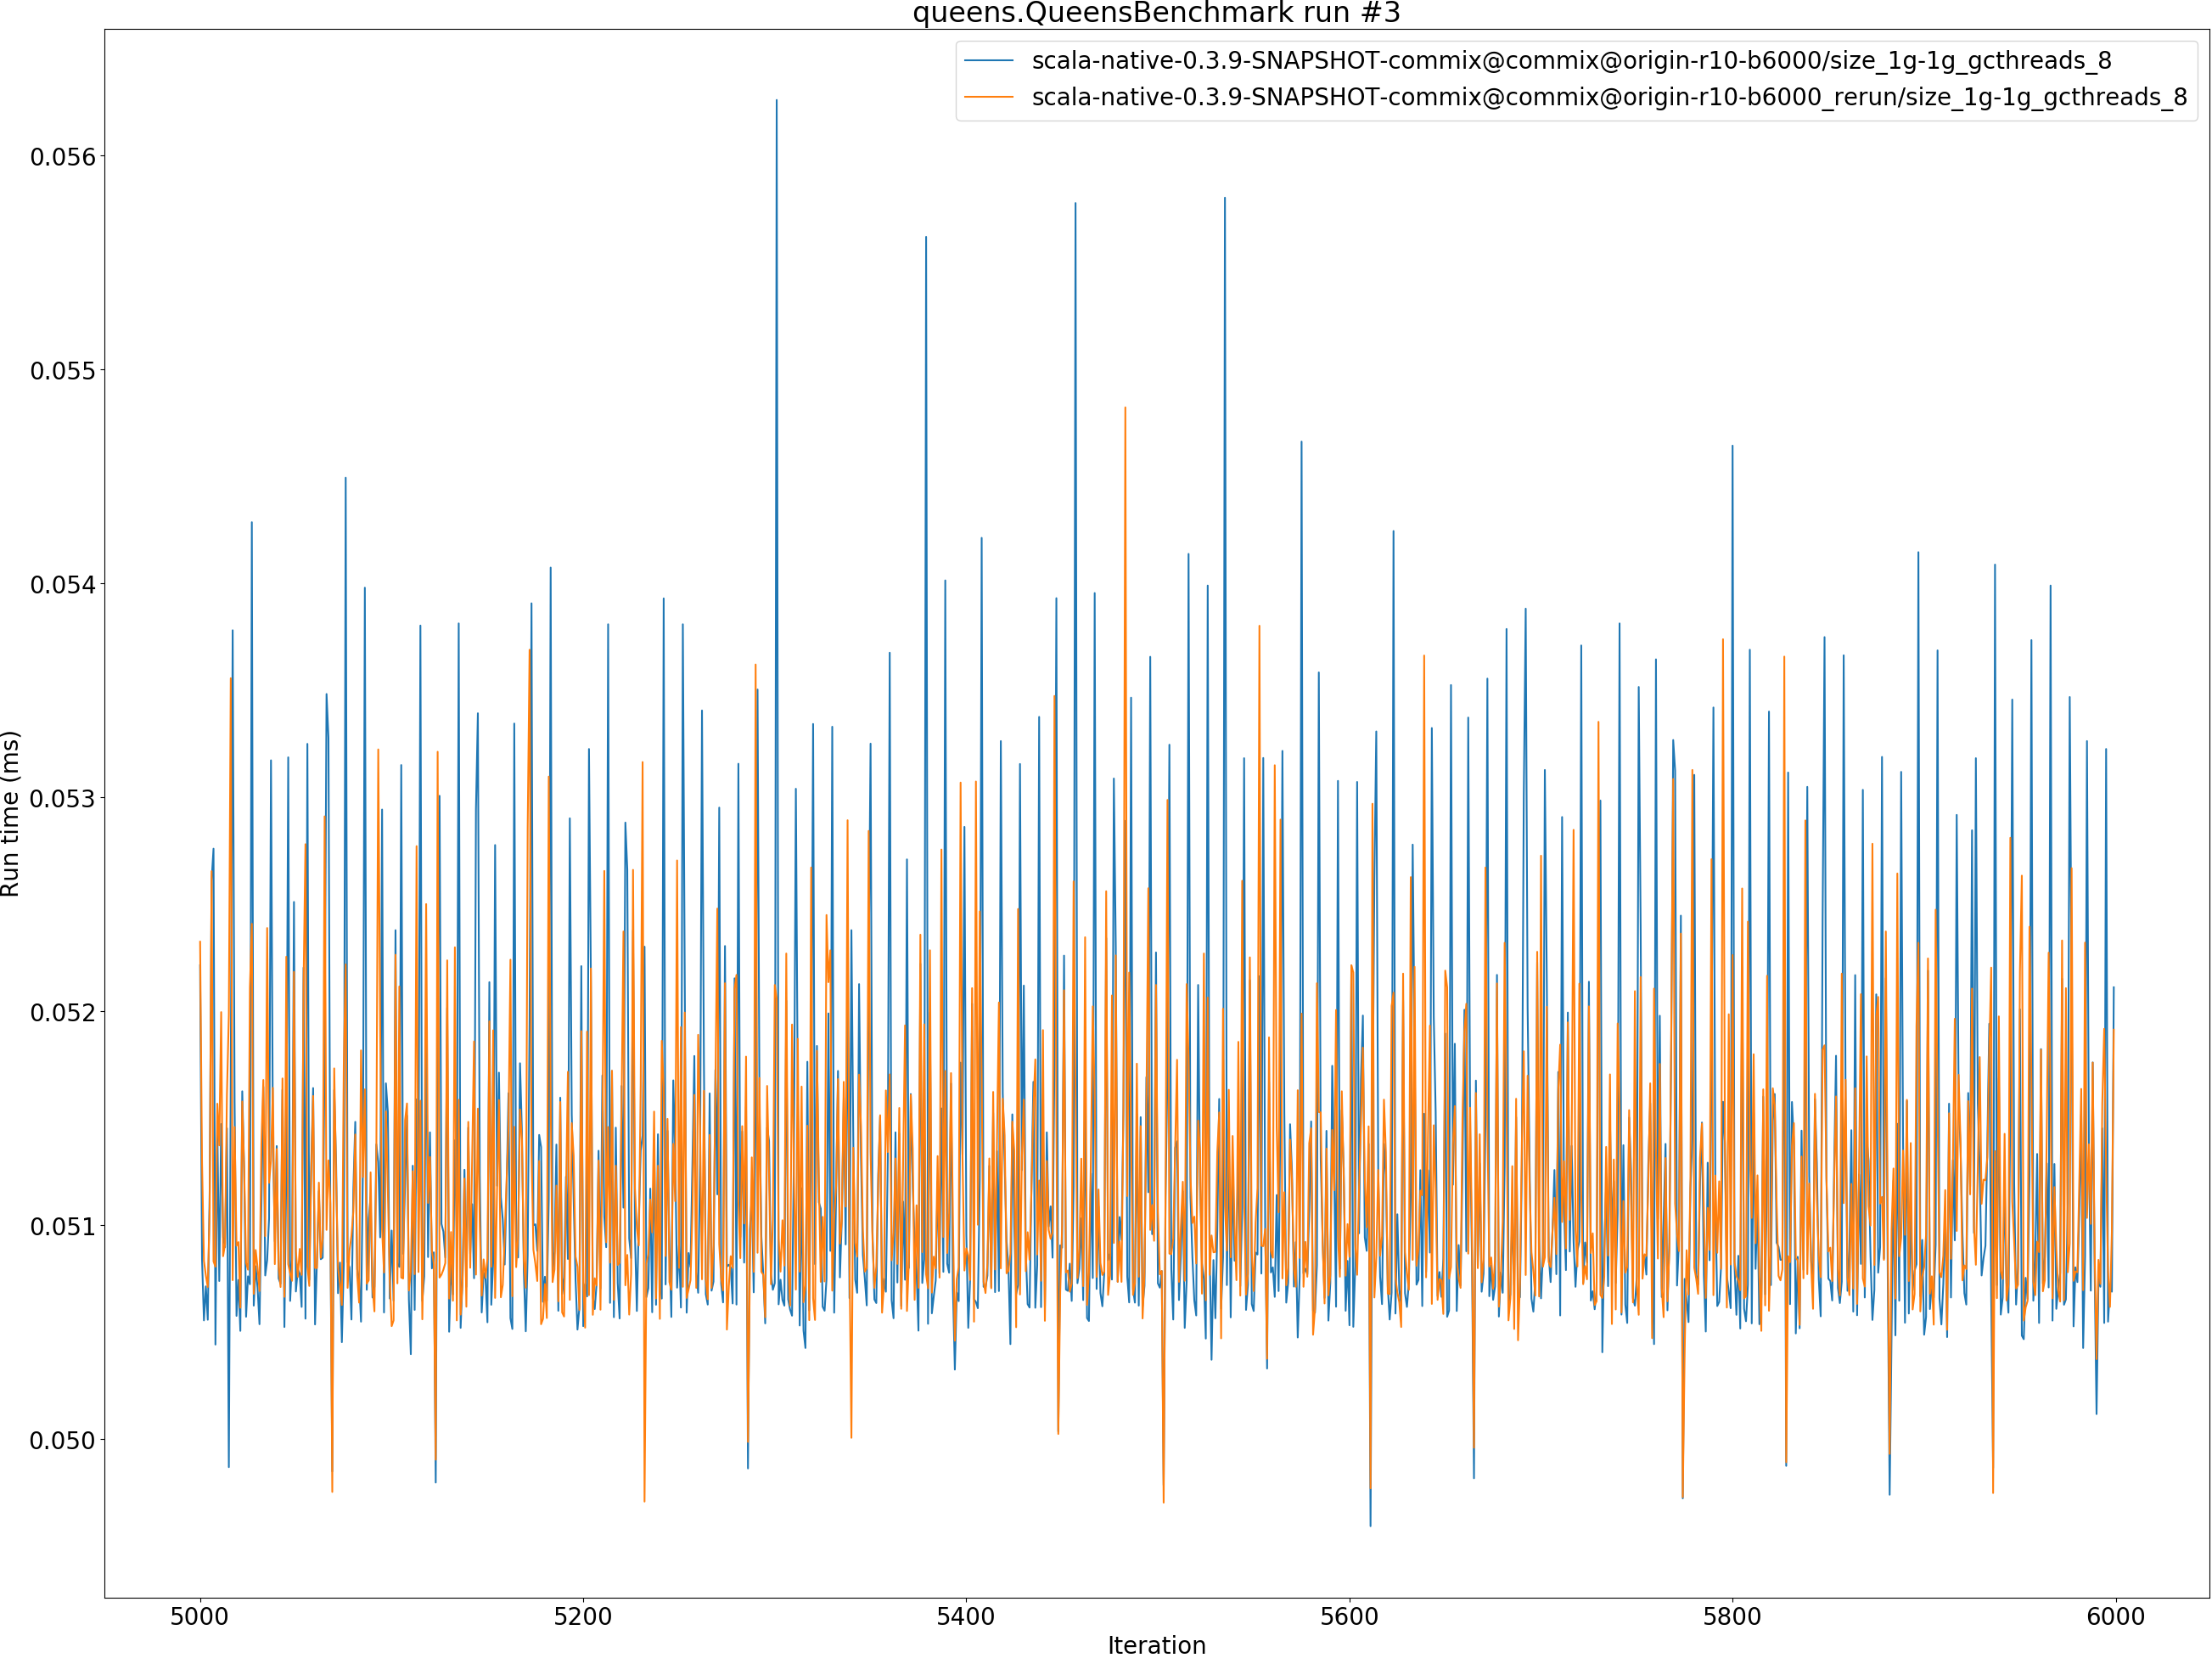 queens.QueensBenchmark run #3
scala-native-0.3.9-SNAPSHOT-commix@commix@origin-r10-b6000/size_1g-1g_gcthreads_8
scala-native-0.3.9-SNAPSHOT-commix@commix@origin-r10-b6000_rerun/size_1g-1g_gcthreads_8
0.056
0.055
0.054
0.053
0.052
0.051
0.050
Run time (ms)
5000 5200 5400 5600 5800 6000
Iteration